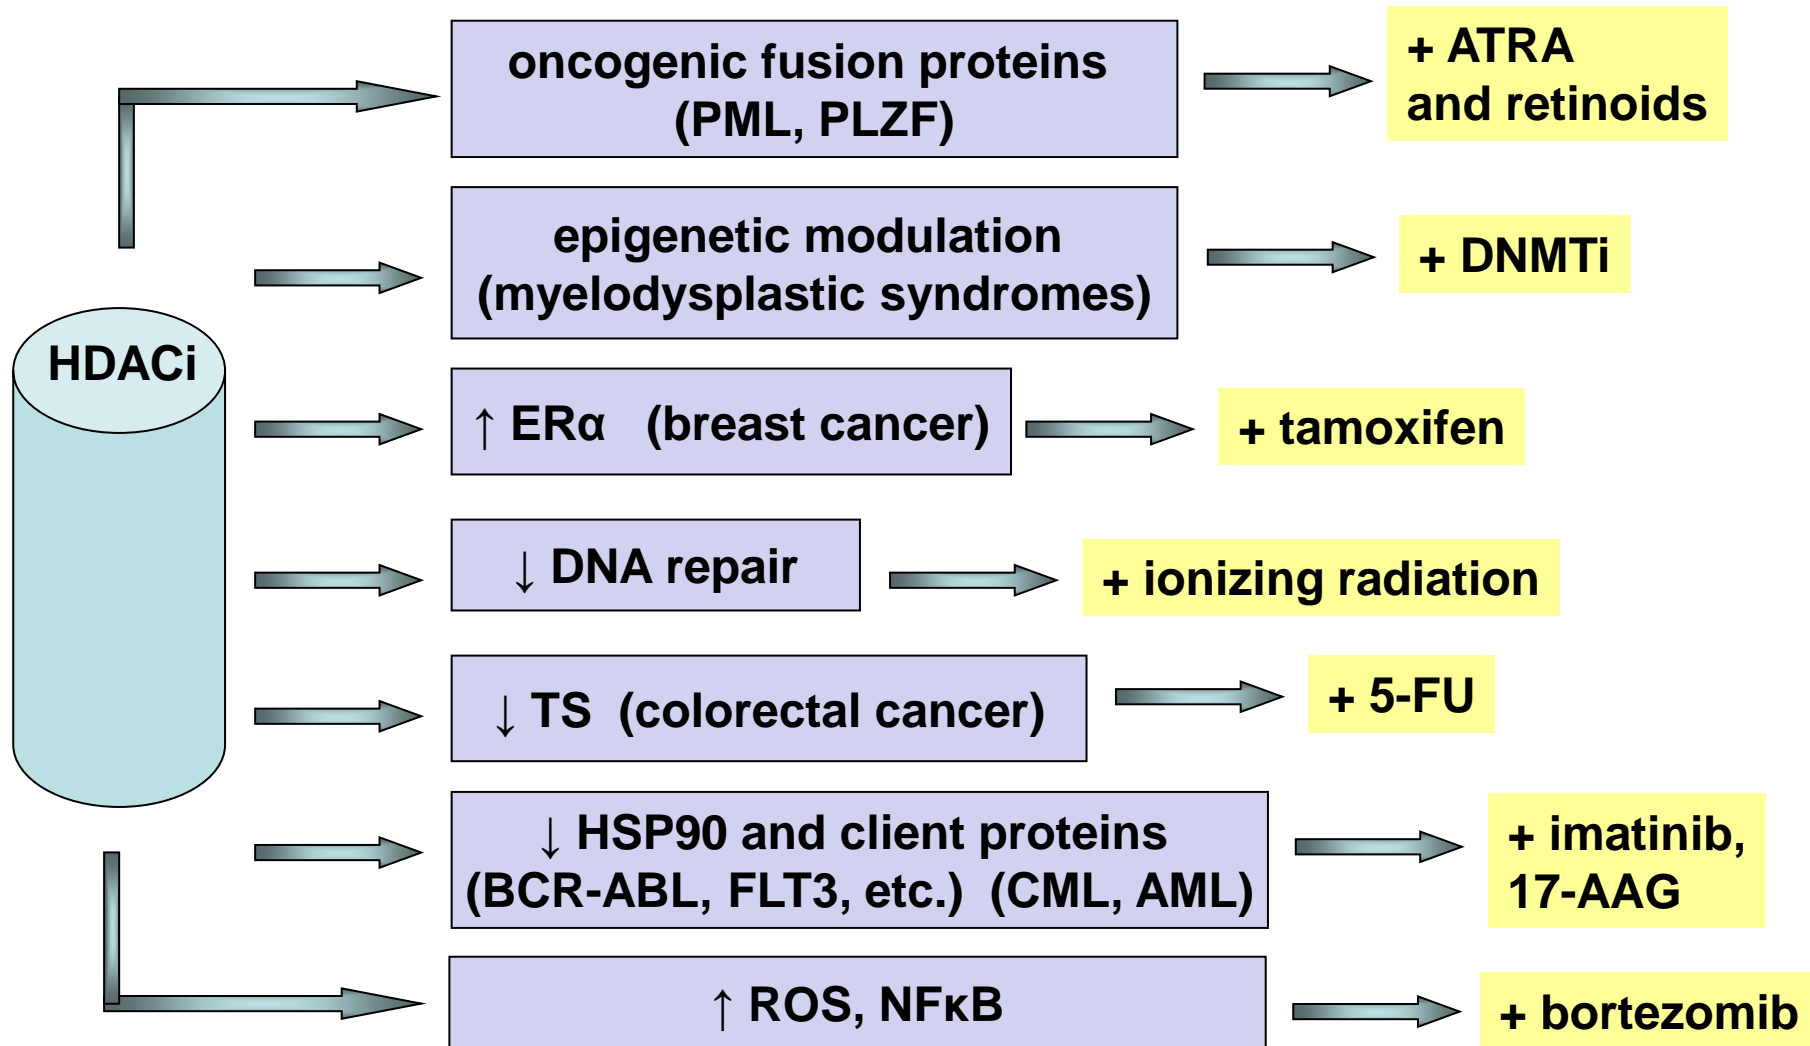 oncogenic fusion proteins
(PML, PLZF)
+ ATRA
and retinoids
epigenetic modulation
(myelodysplastic syndromes)
+ DNMTi
HDACi
↑ ERα (breast cancer)
+ tamoxifen
↓ DNA repair
+ ionizing radiation
↓ TS (colorectal cancer)
+ 5-FU
↓ HSP90 and client proteins
(BCR-ABL, FLT3, etc.) (CML, AML)
+ imatinib,
17-AAG
↑ ROS, NFκB
+ bortezomib